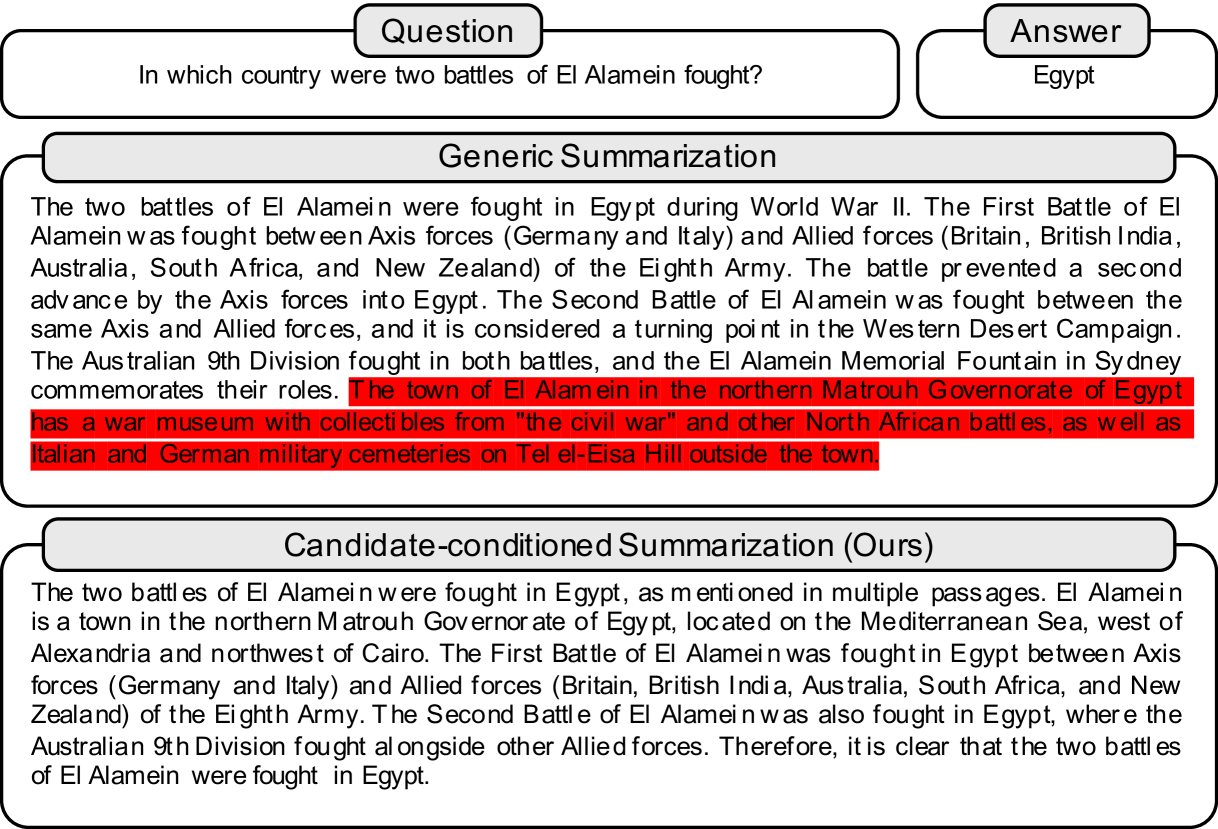 Question
In which country were two battles of El Alamein fought?
Answer
Egypt
Generic Summarization
The two battles of El Alamein were fought in Egypt during World War II. The First Battle of El
Alamein was fought between Axis forces (Germany and Italy) and Allied forces (Britain, British India,
Australia, South Africa, and New Zealand) of the Eighth Army. The battle prevented a second
advance by the Axis forces into Egypt. The Second Battle of El Alamein was fought between the
same Axis and Allied forces, and it is considered a turning point in the Western Desert Campaign.
The Australian 9th Division fought in both battles, and the El Alamein Memorial Fountain in Sydney
commemorates their roles. The town of El Alamein in the northern Matrouh Governorate of Egypt
has a war museum with collectibles from "the civil war" and other North African battles, as well as
Italian and German military cemeteries on Tel el-Eisa Hill outside the town.
Candidate-conditioned Summarization (Ours)
The two battles of El Alamein were fought in Egypt, as mentioned in multiple passages. El Alamein
is a town in the northern Matrouh Governorate of Egypt, located on the Mediterranean Sea, west of
Alexandria and northwest of Cairo. The First Battle of El Alamein was fought in Egypt between Axis
forces (Germany and Italy) and Allied forces (Britain, British India, Australia, South Africa, and New
Zealand) of the Eighth Army. The Second Battle of El Alamein was also fought in Egypt, where the
Australian 9th Division fought alongside other Allied forces. Therefore, it is clear that the two battles
of El Alamein were fought in Egypt.